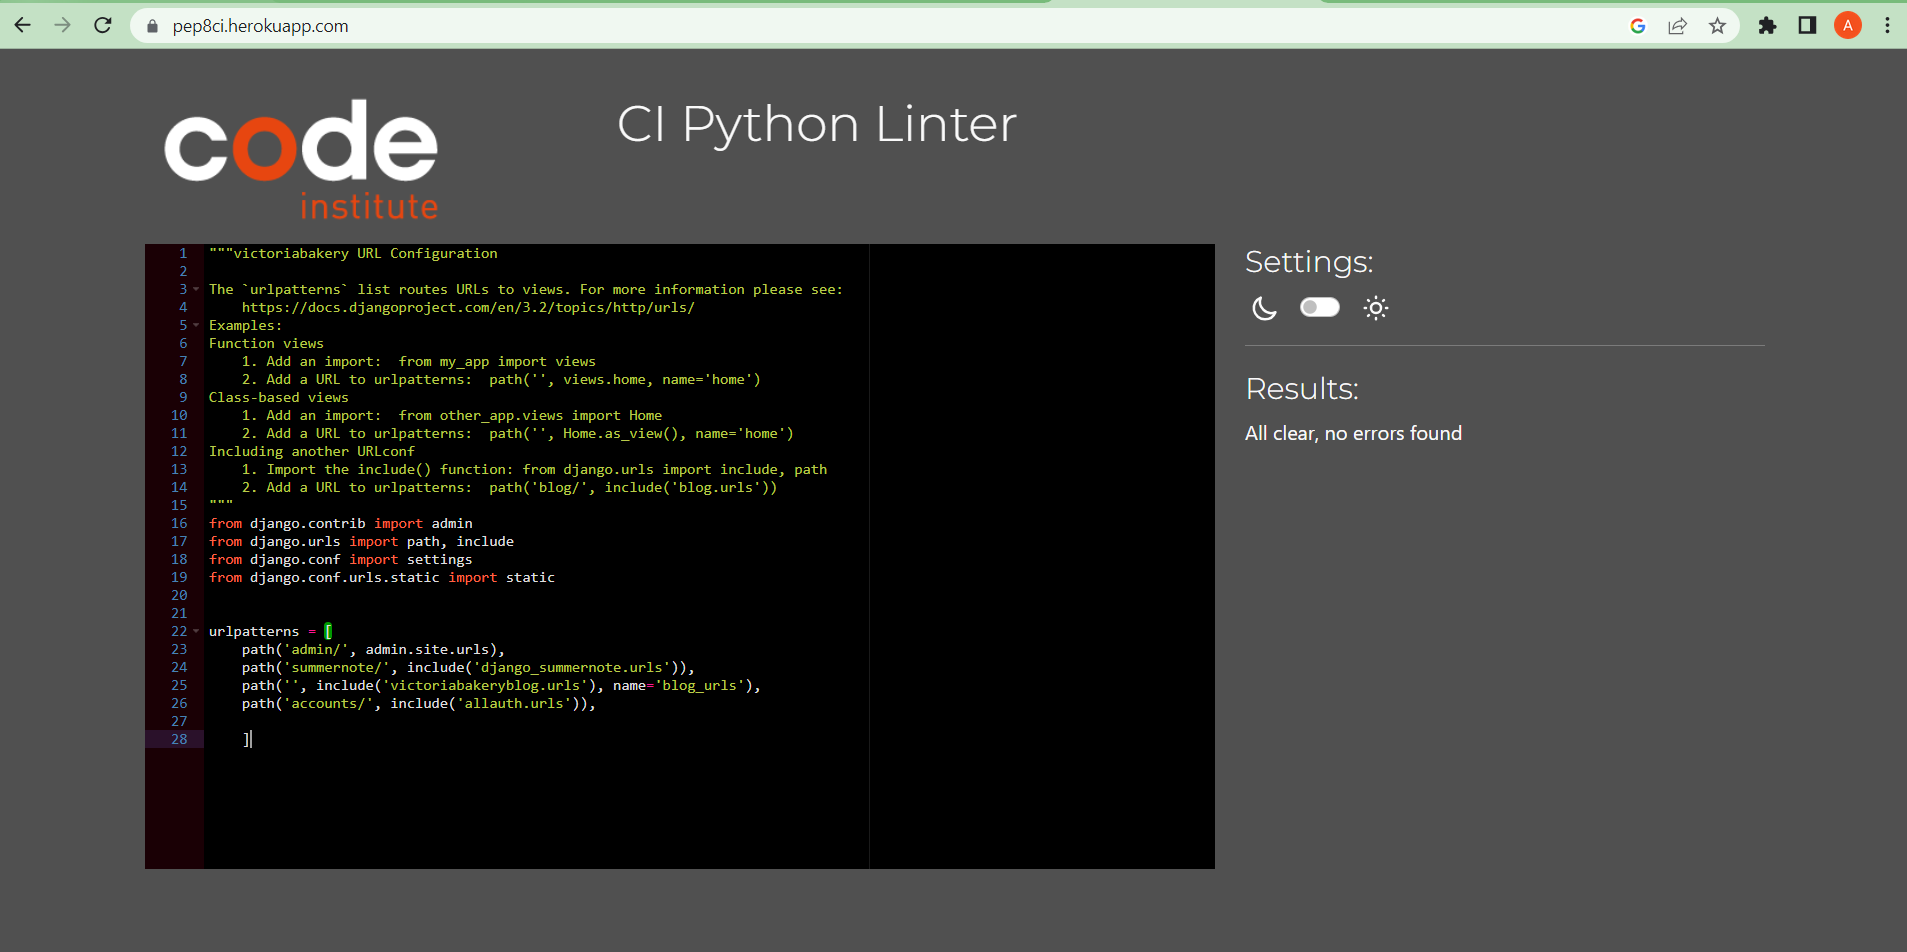 pep8ci.herokuapp.com
A
code
institute
CI Python Linter
1 """victoriabakery URL Configuration
2
3 The `urlpatterns` list routes URLs to views. For more information please see:
4     https://docs.djangoproject.com/en/3.2/topics/http/urls/
5 Examples:
6 Function views
7     1. Add an import:  from my_app import views
8     2. Add a URL to urlpatterns:  path('', views.home, name='home')
9 Class-based views
10     1. Add an import:  from other_app.views import Home
11     2. Add a URL to urlpatterns:  path('', Home.as_view(), name='home')
12 Including another URLconf
13     1. Import the include() function: from django.urls import include, path
14     2. Add a URL to urlpatterns:  path('blog/', include('blog.urls'))
15 """
16 from django.contrib import admin
17 from django.urls import path, include
18 from django.conf import settings
19 from django.conf.urls.static import static
20
21
22 urlpatterns = [
23     path('admin/', admin.site.urls),
24     path('summernote/', include('django_summernote.urls')),
25     path('', include('victoriabakeryblog.urls'), name='blog_urls'),
26     path('accounts/', include('allauth.urls')),
27
28     ]
Settings:
Results:
All clear, no errors found